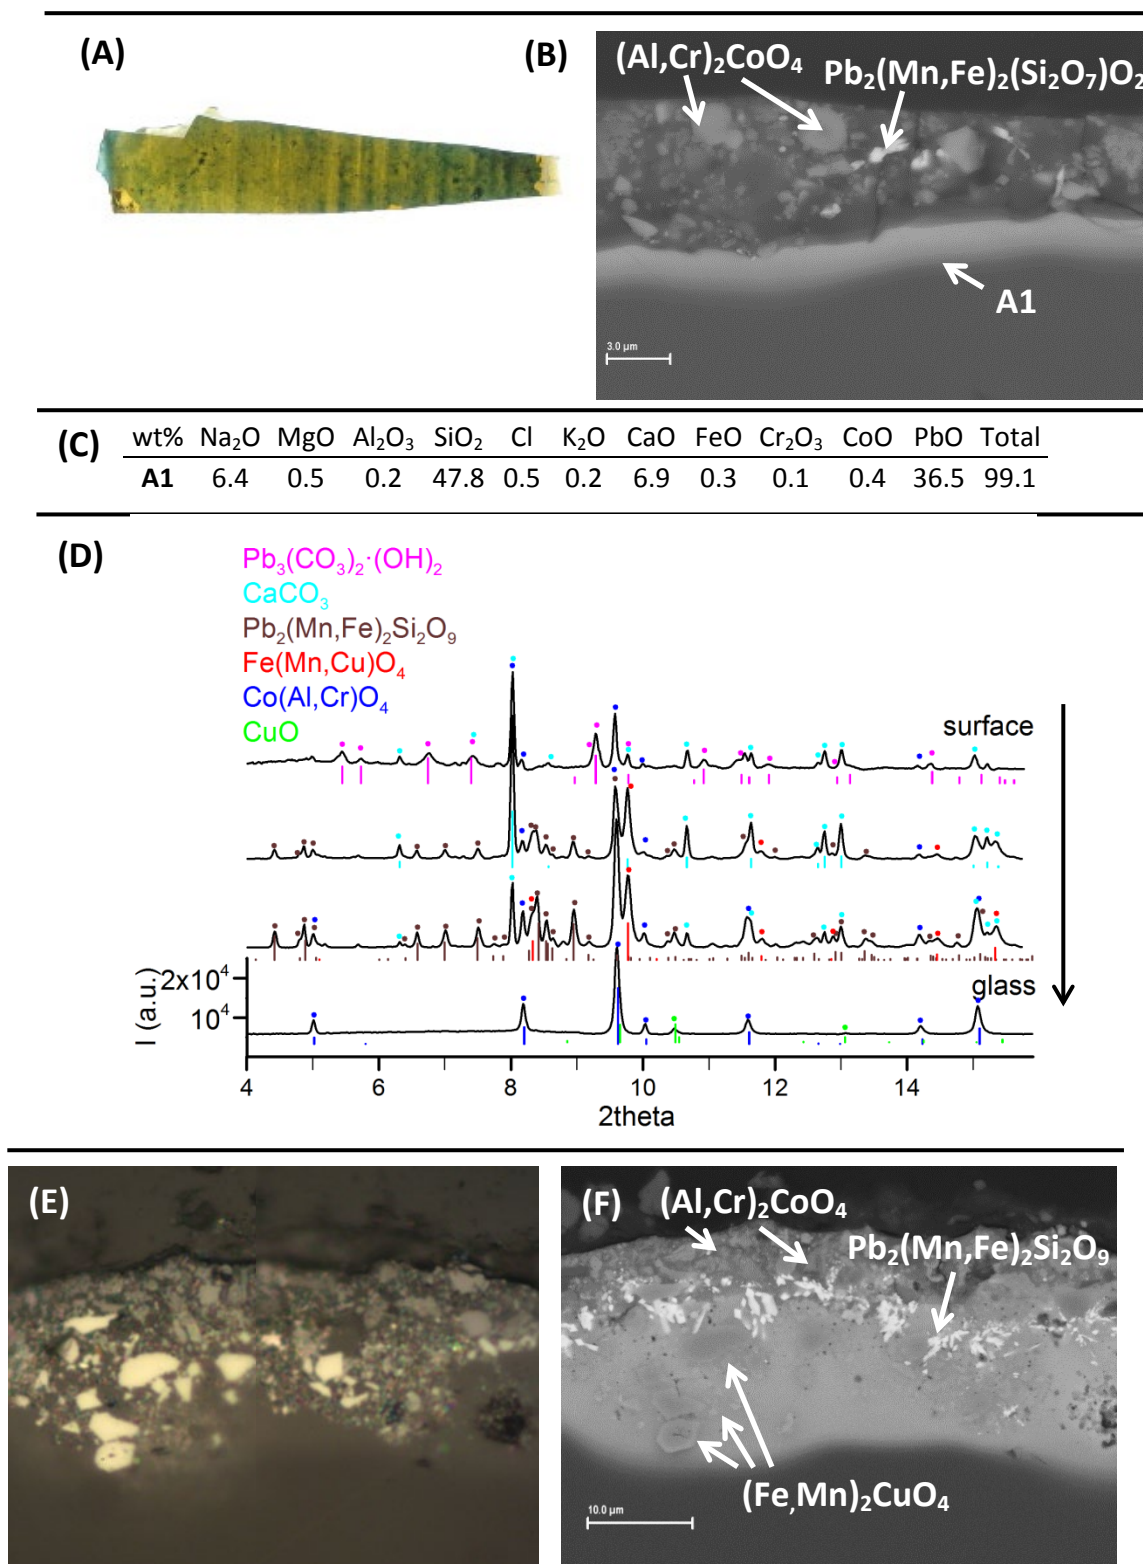 (A)
(B)
(Al,Cr)₂CoO₄
Pb₂(Mn,Fe)₂(Si₂O₇)O₂
A1
3.0 µm
(C)
wt% Na₂O MgO Al₂O₃ SiO₂ Cl K₂O CaO FeO Cr₂O₃ CoO PbO Total
A1 6.4 0.5 0.2 47.8 0.5 0.2 6.9 0.3 0.1 0.4 36.5 99.1
(D)
Pb₃(CO₃)₂·(OH)₂
CaCO₃
Pb₂(Mn,Fe)₂Si₂O₉
Fe(Mn,Cu)O₄
Co(Al,Cr)O₄
CuO
surface
glass
I (a.u.)
2x10⁴
10⁴
4 6 8 10 12 14
2theta
(E)
(F)
(Al,Cr)₂CoO₄
Pb₂(Mn,Fe)₂Si₂O₉
(Fe,Mn)₂CuO₄
10.0 µm